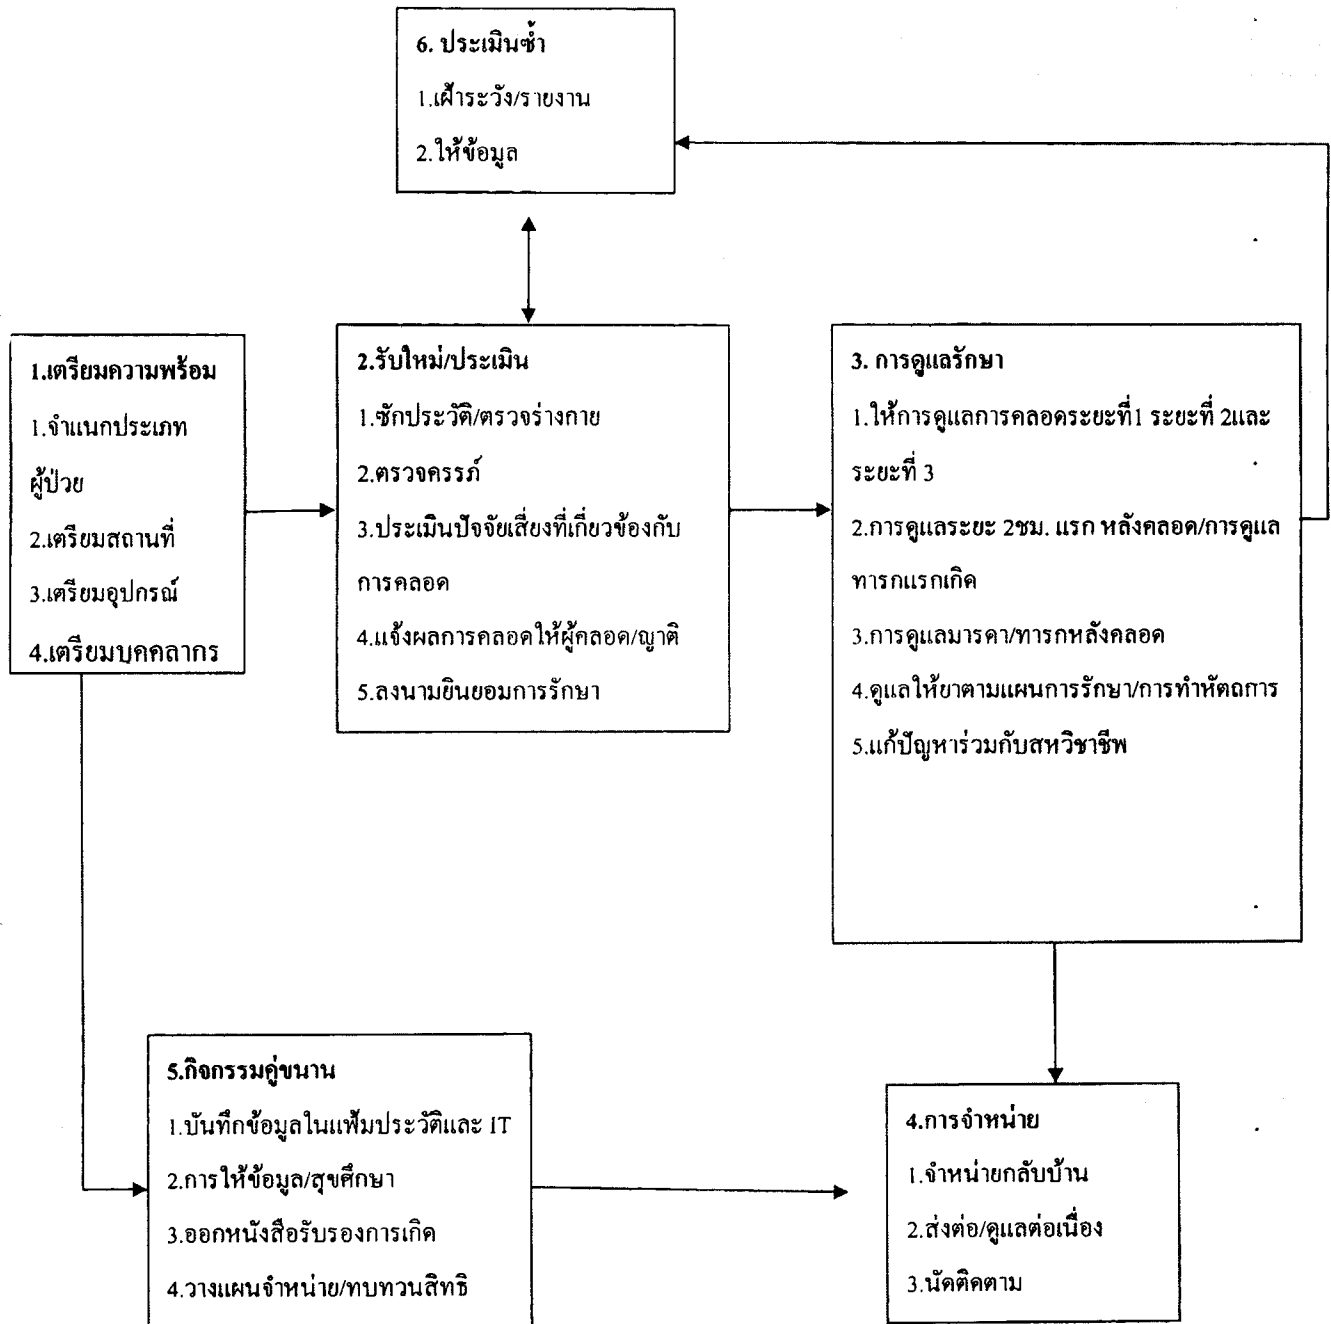 6. ประเมินซ้ำ
1.เฝ้าระวัง/รายงาน
2.ให้ข้อมูล
1.เตรียมความพร้อม
1.จำแนกประเภท
ผู้ป่วย
2.เตรียมสถานที่
3.เตรียมอุปกรณ์
4.เตรียมบุคคลากร
2.รับใหม่/ประเมิน
1.ซักประวัติ/ตรวจร่างกาย
2.ตรวจครรภ์
3.ประเมินปัจจัยเสี่ยงที่เกี่ยวข้องกับ
การคลอด
4.แจ้งผลการคลอดให้ผู้คลอด/ญาติ
5.ลงนามยินยอมการรักษา
3. การดูแลรักษา
1.ให้การดูแลการคลอดระยะที่1 ระยะที่ 2และ
ระยะที่ 3
2.การดูแลระยะ 2ชม. แรก หลังคลอด/การดูแล
ทารกแรกเกิด
3.การดูแลมารดา/ทารกหลังคลอด
4.ดูแลให้ยาตามแผนการรักษา/การทำหัตถการ
5.แก้ปัญหาร่วมกับสหวิชาชีพ
5.กิจกรรมคู่ขนาน
1.บันทึกข้อมูลในแฟ้มประวัติและ IT
2.การให้ข้อมูล/สุขศึกษา
3.ออกหนังสือรับรองการเกิด
4.วางแผนจำหน่าย/ทบทวนสิทธิ
4.การจำหน่าย
1.จำหน่ายกลับบ้าน
2.ส่งต่อ/ดูแลต่อเนื่อง
3.นัดติดตาม